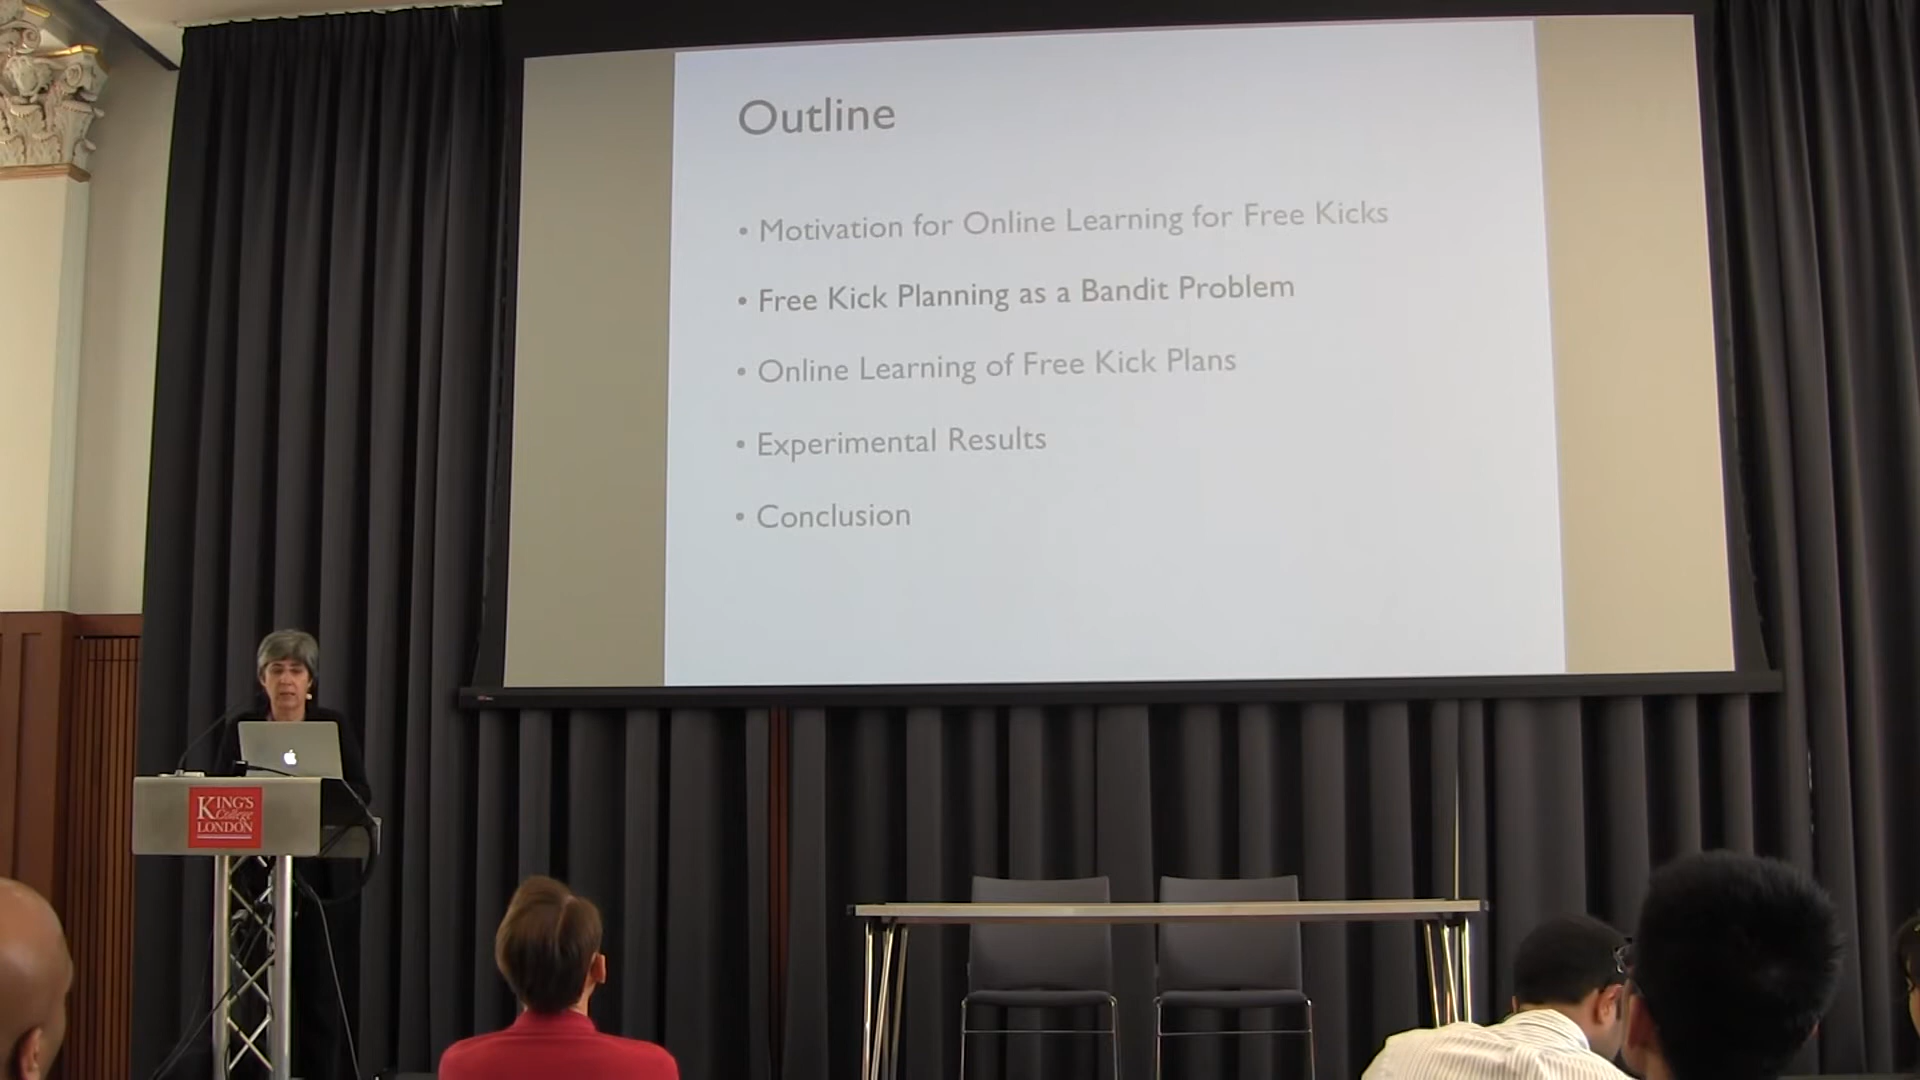 Outline
• Motivation for Online Learning for Free Kicks
• Free Kick Planning as a Bandit Problem
• Online Learning of Free Kick Plans
• Experimental Results
• Conclusion
KING'S
College
LONDON